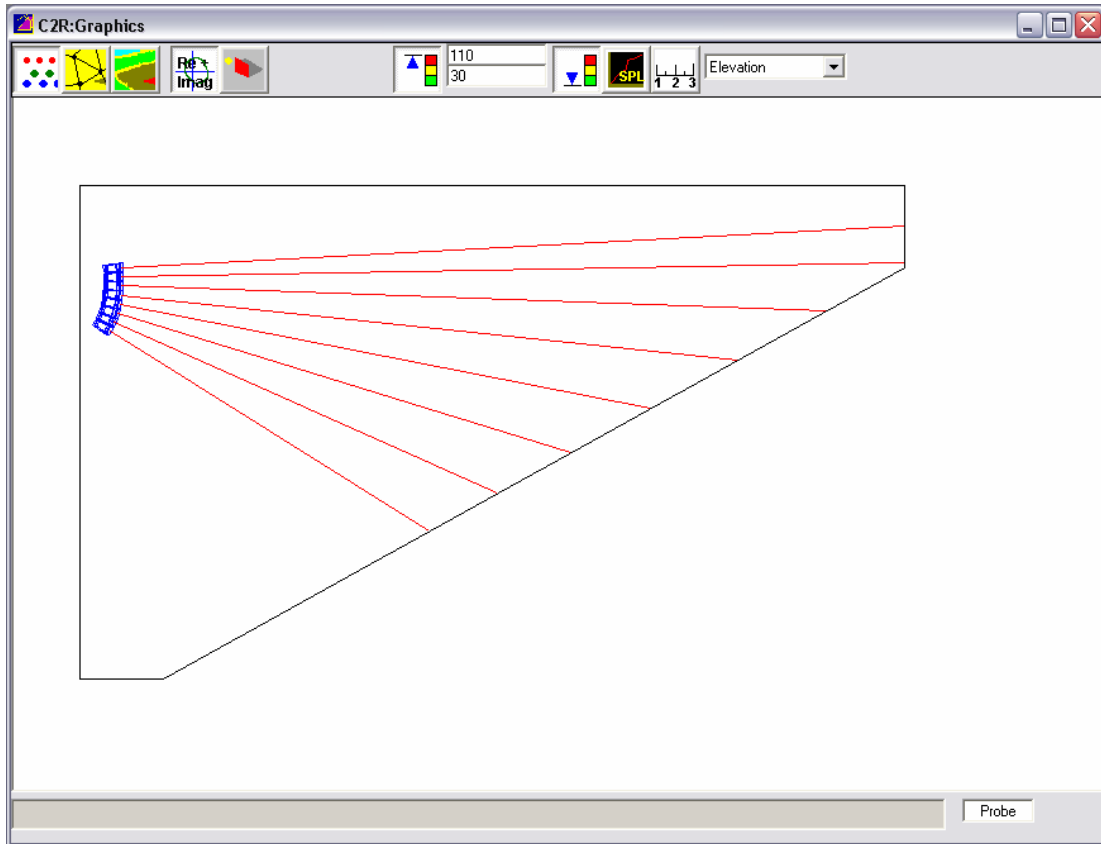 C2R:Graphics
Re +
Imag
110
30
SPL
1 2 3
Elevation
Probe